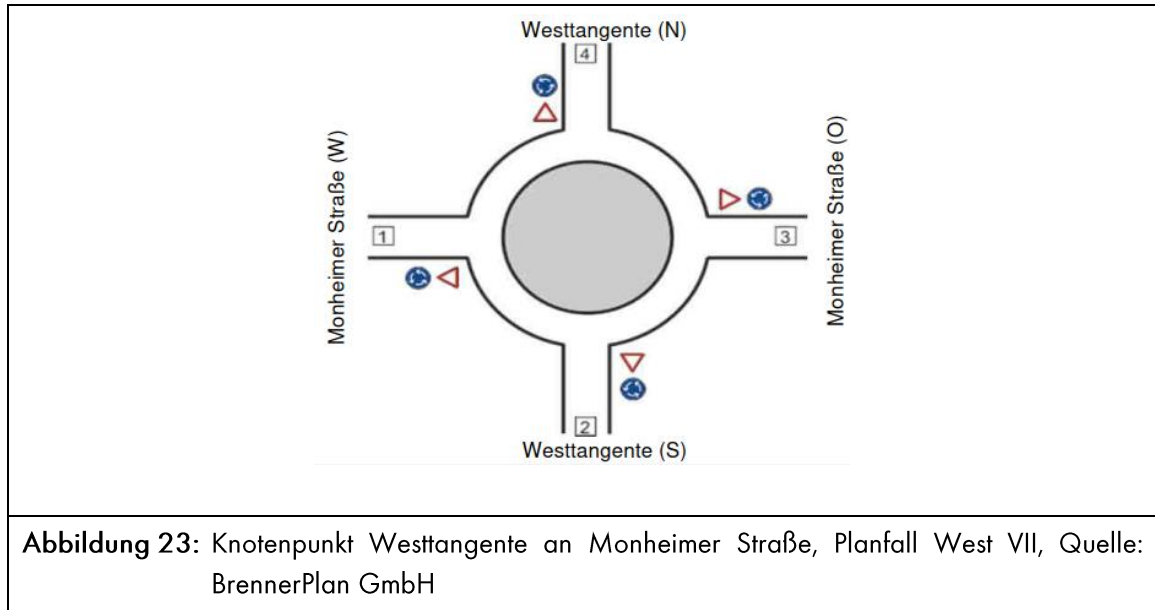 Westtangente (N)
4
Monheimer Straße (W)
Monheimer Straße (O)
1
3
2
Westtangente (S)
Abbildung 23: Knotenpunkt Westtangente an Monheimer Straße, Planfall West VII, Quelle:
BrennerPlan GmbH